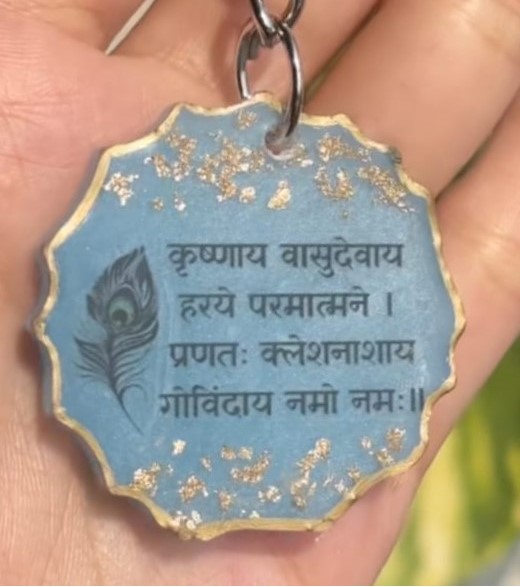 कृष्णाय वासुदेवाय
हरये परमात्मने ।
प्रणतः क्लेशनाशाय
गोविंदाय नमो नमः॥